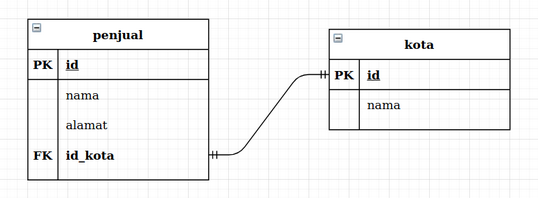 penjual
PK id
nama
alamat
FK id_kota
kota
PK id
nama